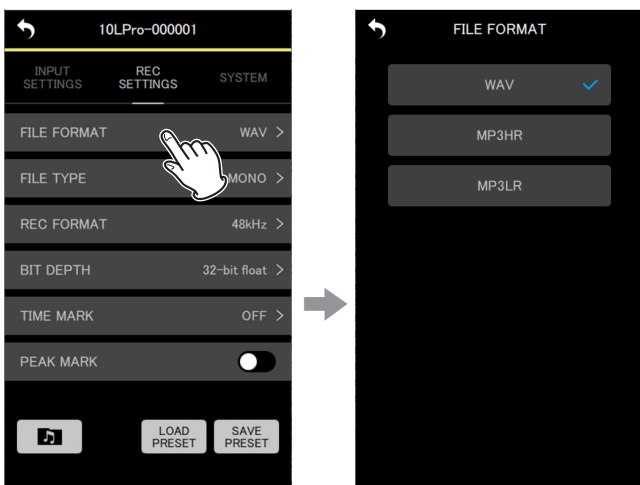 10LPro-000001
INPUT
SETTINGS
REC
SETTINGS
SYSTEM
FILE FORMAT WAV >
FILE TYPE MONO >
REC FORMAT 48kHz >
BIT DEPTH 32-bit float >
TIME MARK OFF >
PEAK MARK
LOAD
PRESET
SAVE
PRESET
FILE FORMAT
WAV
MP3HR
MP3LR